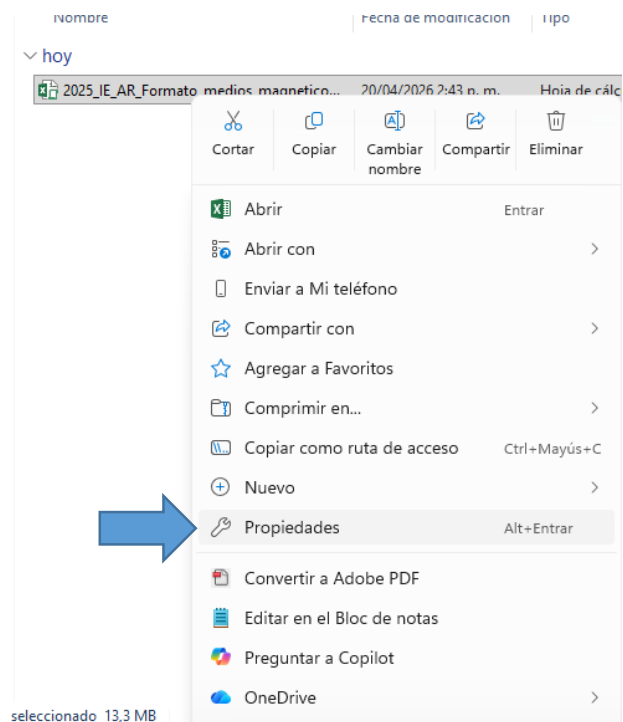 Nombre Fecha de modificación Tipo
hoy
2025_IE_AR_Formato_medios_magnetico... 20/04/2026 2:43 p. m. Hoja de cálc
Cortar Copiar Cambiar nombre Compartir Eliminar
Abrir Entrar
Abrir con
Enviar a Mi teléfono
Compartir con
Agregar a Favoritos
Comprimir en...
Copiar como ruta de acceso Ctrl+Mayús+C
Nuevo
Propiedades Alt+Entrar
Convertir a Adobe PDF
Editar en el Bloc de notas
Preguntar a Copilot
OneDrive
seleccionado 13,3 MB